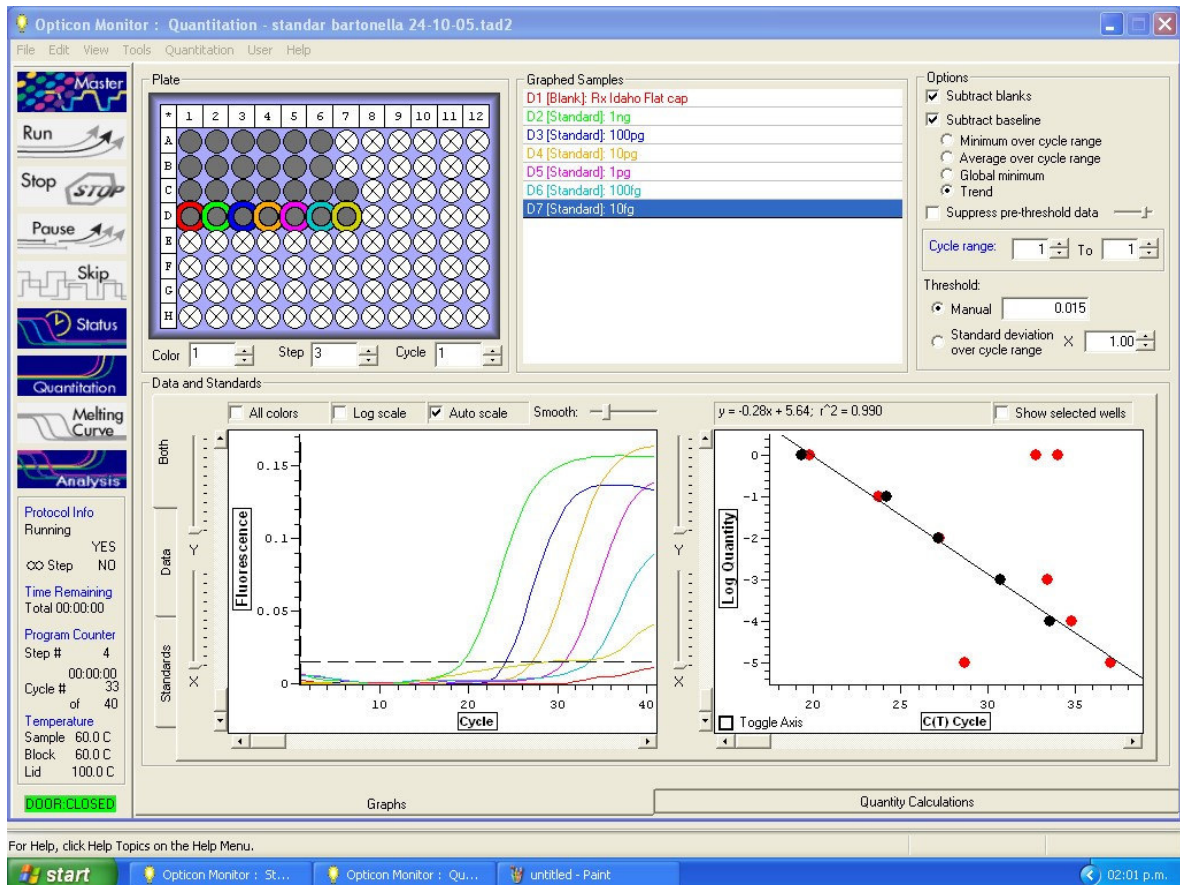 Opticon Monitor : Quantitation - standar bartonella 24-10-05.tad2
File Edit View Tools Quantitation User Help
Master
Run
Stop
STOP
Pause
Skip
Status
Quantitation
Melting
Curve
Analysis
Protocol Info
Running
YES
∞ Step NO
Time Remaining
Total 00:00:00
Program Counter
Step # 4
00:00:00
Cycle # 33
of 40
Temperature
Sample 60.0 C
Block 60.0 C
Lid 100.0 C
DOOR:CLOSED
Plate
* 1 2 3 4 5 6 7 8 9 10 11 12
A
B
C
D
E
F
G
H
Color 1 Step 3 Cycle 1
Graphed Samples
D1 [Blank]: Rx Idaho Flat cap
D2 [Standard]: 1ng
D3 [Standard]: 100pg
D4 [Standard]: 10pg
D5 [Standard]: 1pg
D6 [Standard]: 100fg
D7 [Standard]: 10fg
Options
Subtract blanks
Subtract baseline
Minimum over cycle range
Average over cycle range
Global minimum
Trend
Suppress pre-threshold data
Cycle range: 1 To 1
Threshold:
Manual 0.015
Standard deviation
over cycle range X 1.00
Data and Standards
Both
Data
Standards
All colors Log scale Auto scale Smooth:
Y
X
0.15
0.1
0.05
0
Fluorescence
10 20 30 40
Cycle
y = -0.28x + 5.64; r^2 = 0.990 Show selected wells
Y
X
0
-1
-2
-3
-4
-5
Log Quantity
20 25 30 35
Toggle Axis C(T) Cycle
Graphs Quantity Calculations
For Help, click Help Topics on the Help Menu.
start Opticon Monitor : St... Opticon Monitor : Qu... untitled - Paint 02:01 p.m.